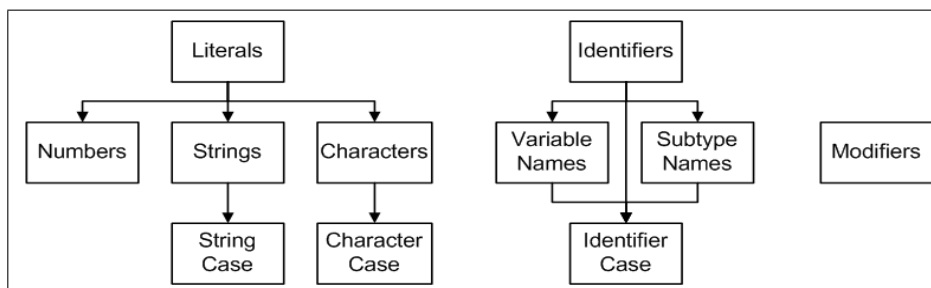 Literals
Identifiers
Numbers
Strings
Characters
Variable
Names
Subtype
Names
Modifiers
String
Case
Character
Case
Identifier
Case